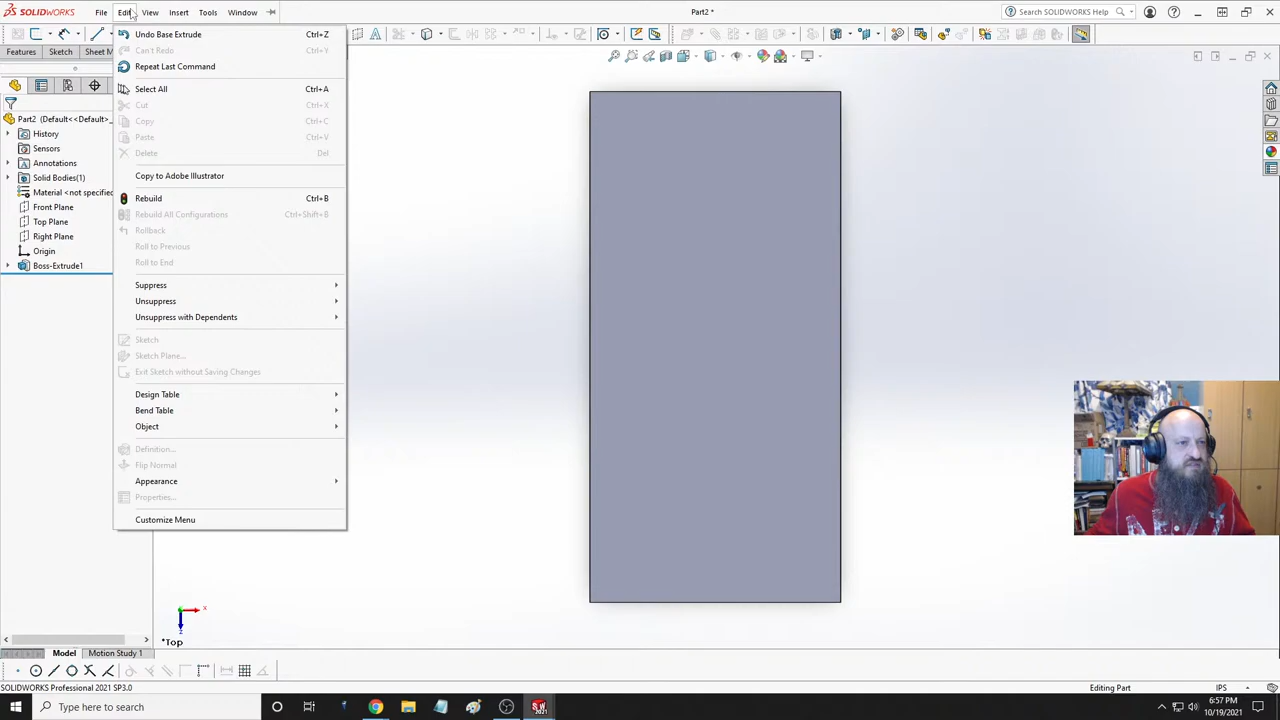 SOLIDWORKS File Edit View Insert Tools Window Part2 * Search SOLIDWORKS Help
Features Sketch Sheet M
Undo Base Extrude Ctrl+Z
Can't Redo Ctrl+Y
Repeat Last Command
Select All Ctrl+A
Cut Ctrl+X
Copy Ctrl+C
Paste Ctrl+V
Delete Del
Copy to Adobe Illustrator
Rebuild Ctrl+B
Rebuild All Configurations Ctrl+Shift+B
Rollback
Roll to Previous
Roll to End
Suppress
Unsuppress
Unsuppress with Dependents
Sketch
Sketch Plane...
Exit Sketch without Saving Changes
Design Table
Bend Table
Object
Definition...
Flip Normal
Appearance
Properties...
Customize Menu
Part2 (Default<<Default>_
History
Sensors
Annotations
Solid Bodies(1)
Material <not specified
Front Plane
Top Plane
Right Plane
Origin
Boss-Extrude1
x
z
*Top
Model Motion Study 1
SOLIDWORKS Professional 2021 SP3.0 Editing Part IPS
Type here to search
6:57 PM
10/19/2021